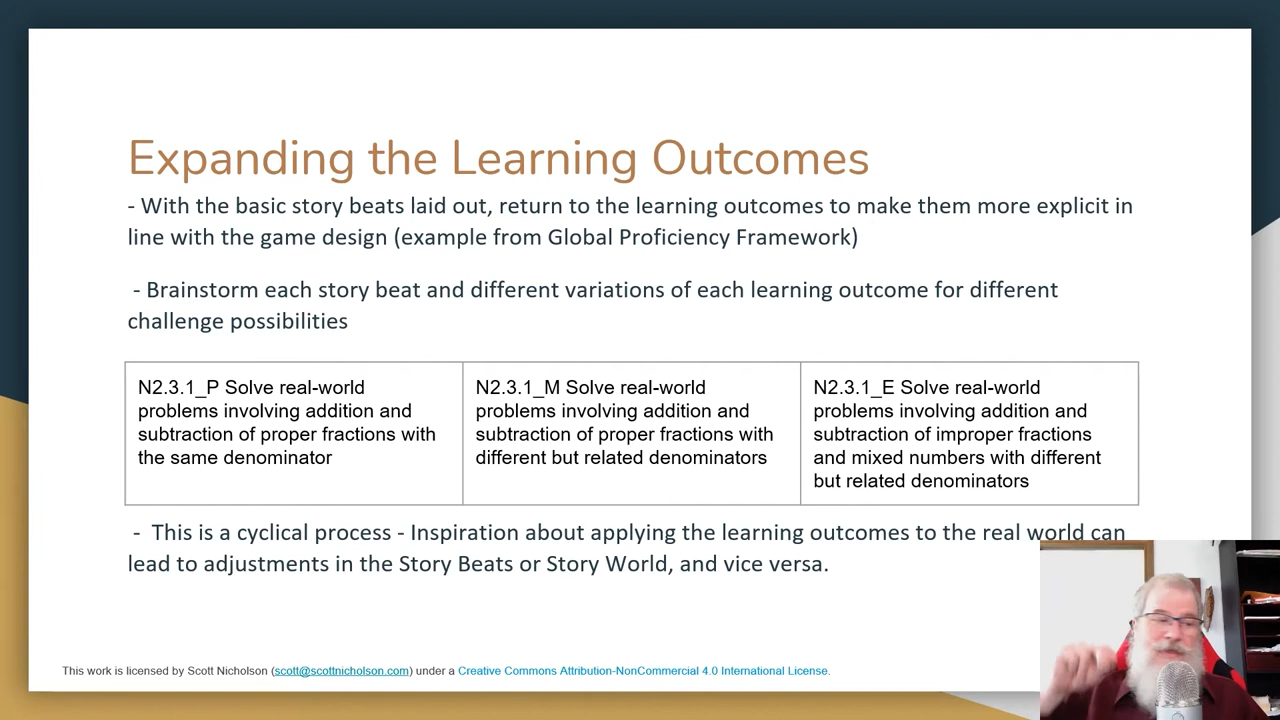 Expanding the Learning Outcomes
- With the basic story beats laid out, return to the learning outcomes to make them more explicit in
line with the game design (example from Global Proficiency Framework)
- Brainstorm each story beat and different variations of each learning outcome for different
challenge possibilities
N2.3.1_P Solve real-world
problems involving addition and
subtraction of proper fractions with
the same denominator
N2.3.1_M Solve real-world
problems involving addition and
subtraction of proper fractions with
different but related denominators
N2.3.1_E Solve real-world
problems involving addition and
subtraction of improper fractions
and mixed numbers with different
but related denominators
- This is a cyclical process - Inspiration about applying the learning outcomes to the real world can
lead to adjustments in the Story Beats or Story World, and vice versa.
This work is licensed by Scott Nicholson (scott@scottnicholson.com) under a Creative Commons Attribution-NonCommercial 4.0 International License.